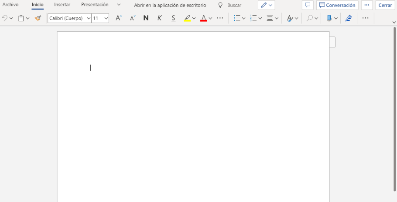 Archivo Inicio Insertar Presentación Abrir en la aplicación de escritorio Buscar Conversación Cerrar
Calibri (Cuerpo) 11 A A N K S A